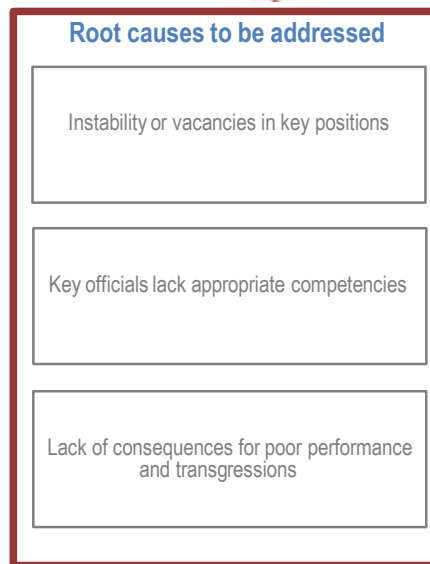 Root causes to be addressed
Instability or vacancies in key positions
Key officials lack appropriate competencies
Lack of consequences for poor performance
and transgressions